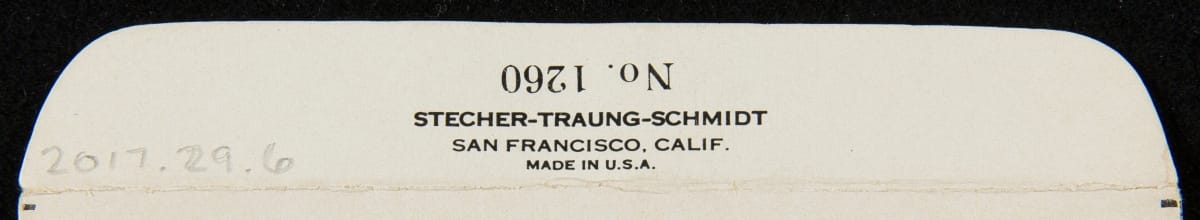 No. 1260
STECHER-TRAUNG-SCHMIDT
SAN FRANCISCO, CALIF.
MADE IN U.S.A.
2017.29.6